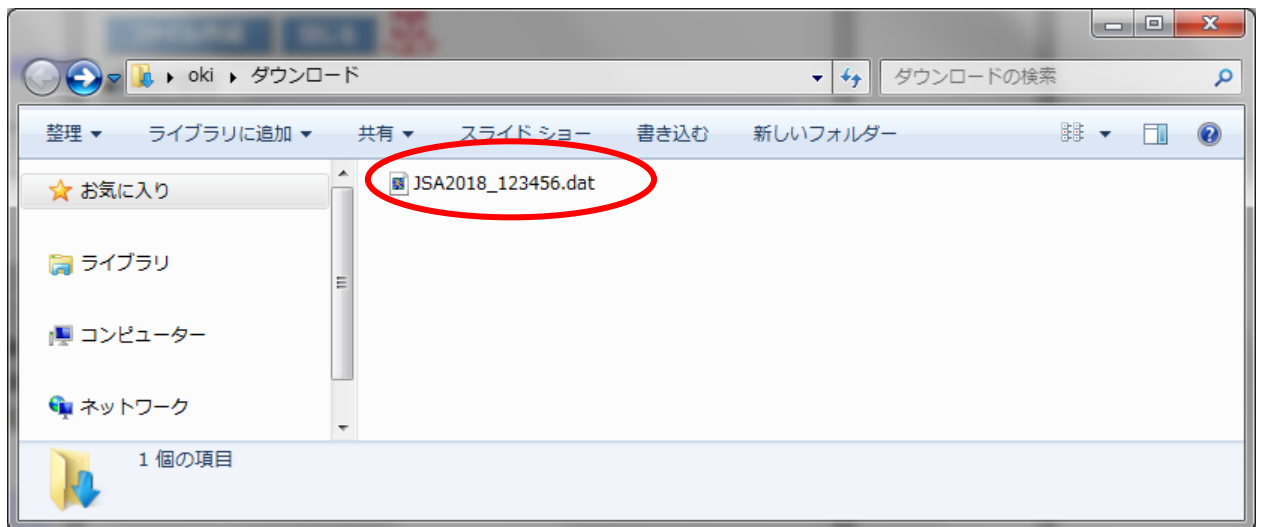 oki ダウンロード ダウンロードの検索
整理 ライブラリに追加 共有 スライド ショー 書き込む 新しいフォルダー
お気に入り
JSA2018_123456.dat
ライブラリ
コンピューター
ネットワーク
1 個の項目